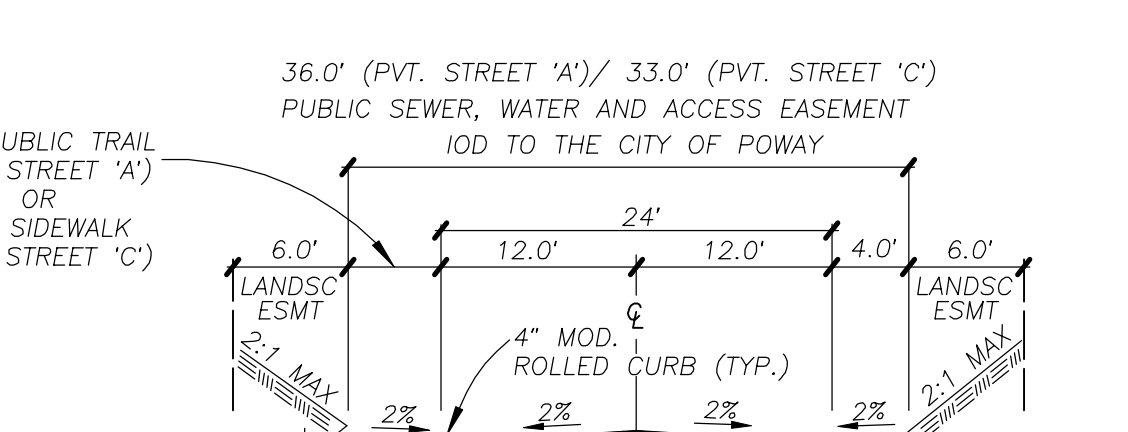 36.0' (PVT. STREET 'A')/ 33.0' (PVT. STREET 'C')
PUBLIC SEWER, WATER AND ACCESS EASEMENT
IOD TO THE CITY OF POWAY
UBLIC TRAIL
STREET 'A')
OR
SIDEWALK
STREET 'C')
24'
6.0'
12.0'
12.0'
4.0'
6.0'
LANDSC
ESMT
LANDSC
ESMT
CL
4" MOD.
ROLLED CURB (TYP.)
2:1 MAX
2:1 MAX
2%
2%
2%
2%